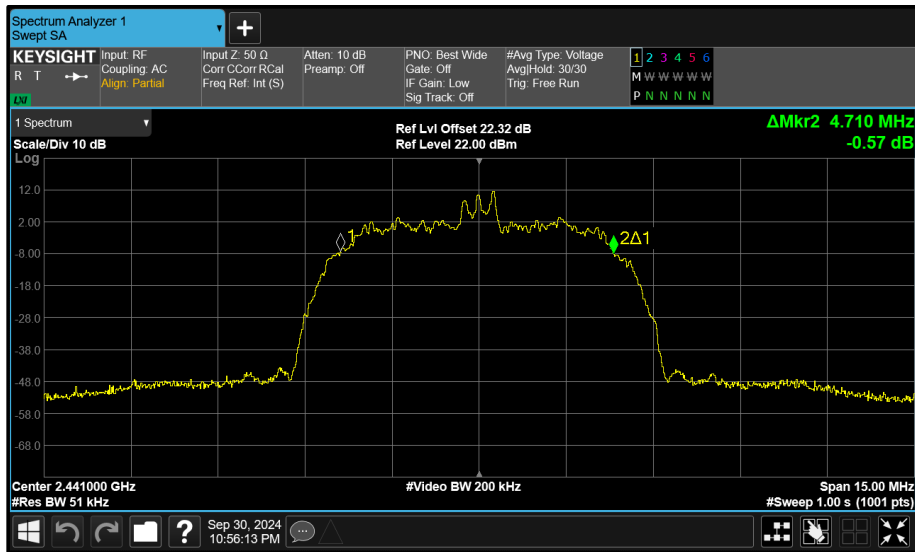 Spectrum Analyzer 1
Swept SA
+
KEYSIGHT
R T
LXI
Input: RF
Coupling: AC
Align: Partial
Input Z: 50 Ω
Corr CCorr RCal
Freq Ref: Int (S)
Atten: 10 dB
Preamp: Off
PNO: Best Wide
Gate: Off
IF Gain: Low
Sig Track: Off
#Avg Type: Voltage
Avg|Hold: 30/30
Trig: Free Run
1 2 3 4 5 6
M W W W W W
P N N N N N
1 Spectrum
Scale/Div 10 dB
Log
Ref Lvl Offset 22.32 dB
Ref Level 22.00 dBm
ΔMkr2 4.710 MHz
-0.57 dB
12.0
2.00
-8.00
-18.0
-28.0
-38.0
-48.0
-58.0
-68.0
1
2Δ1
Center 2.441000 GHz
#Res BW 51 kHz
#Video BW 200 kHz
Span 15.00 MHz
#Sweep 1.00 s (1001 pts)
?
Sep 30, 2024
10:56:13 PM